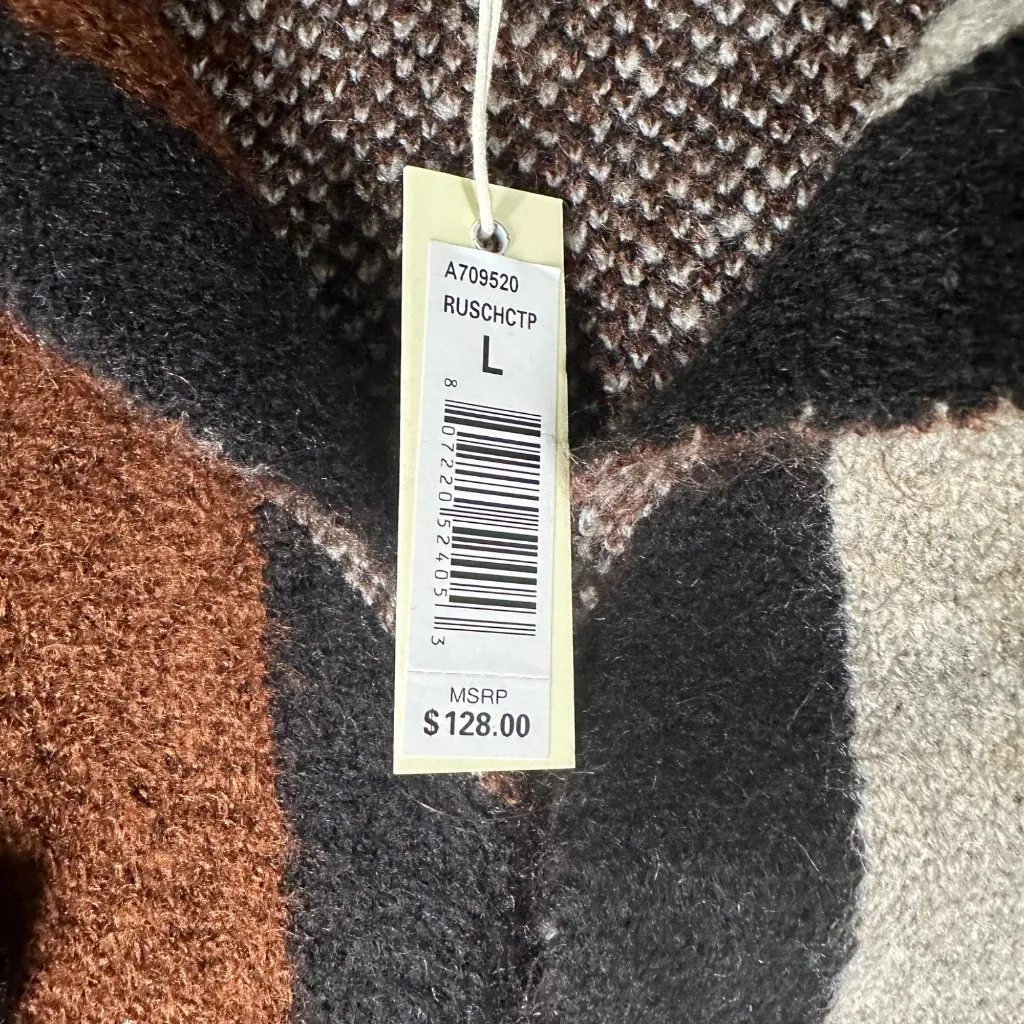 A709520
RUSCHCTP
L
8 07220 52405 3
MSRP
$128.00